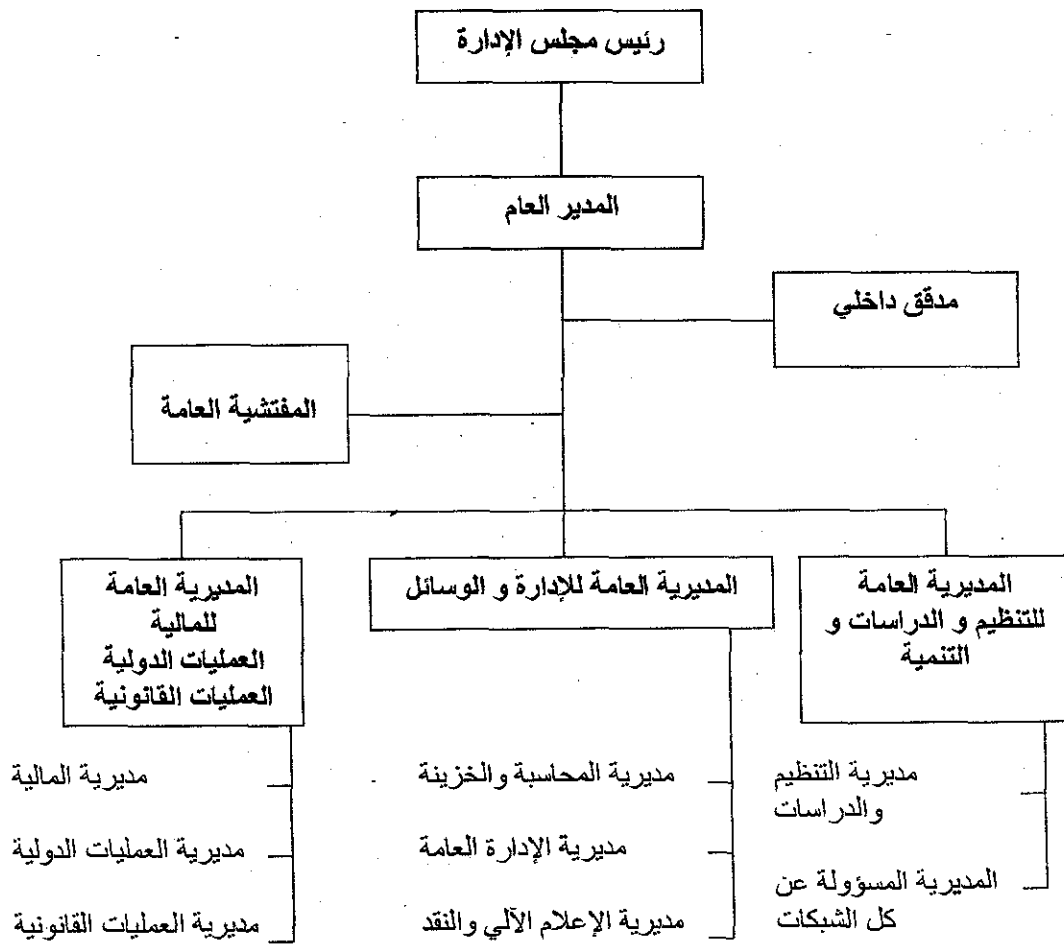 رئيس مجلس الإدارة
المدير العام
مدقق داخلي
المفتشية العامة
المديرية العامة
للتنظيم و الدراسات و
التنمية
مديرية التنظيم
والدراسات
المديرية المسؤولة عن
كل الشبكات
المديرية العامة للإدارة و الوسائل
مديرية المحاسبة والخزينة
مديرية الإدارة العامة
مديرية الإعلام الآلي والنقد
المديرية العامة
للمالية
العمليات الدولية
العمليات القانونية
مديرية المالية
مديرية العمليات الدولية
مديرية العمليات القانونية